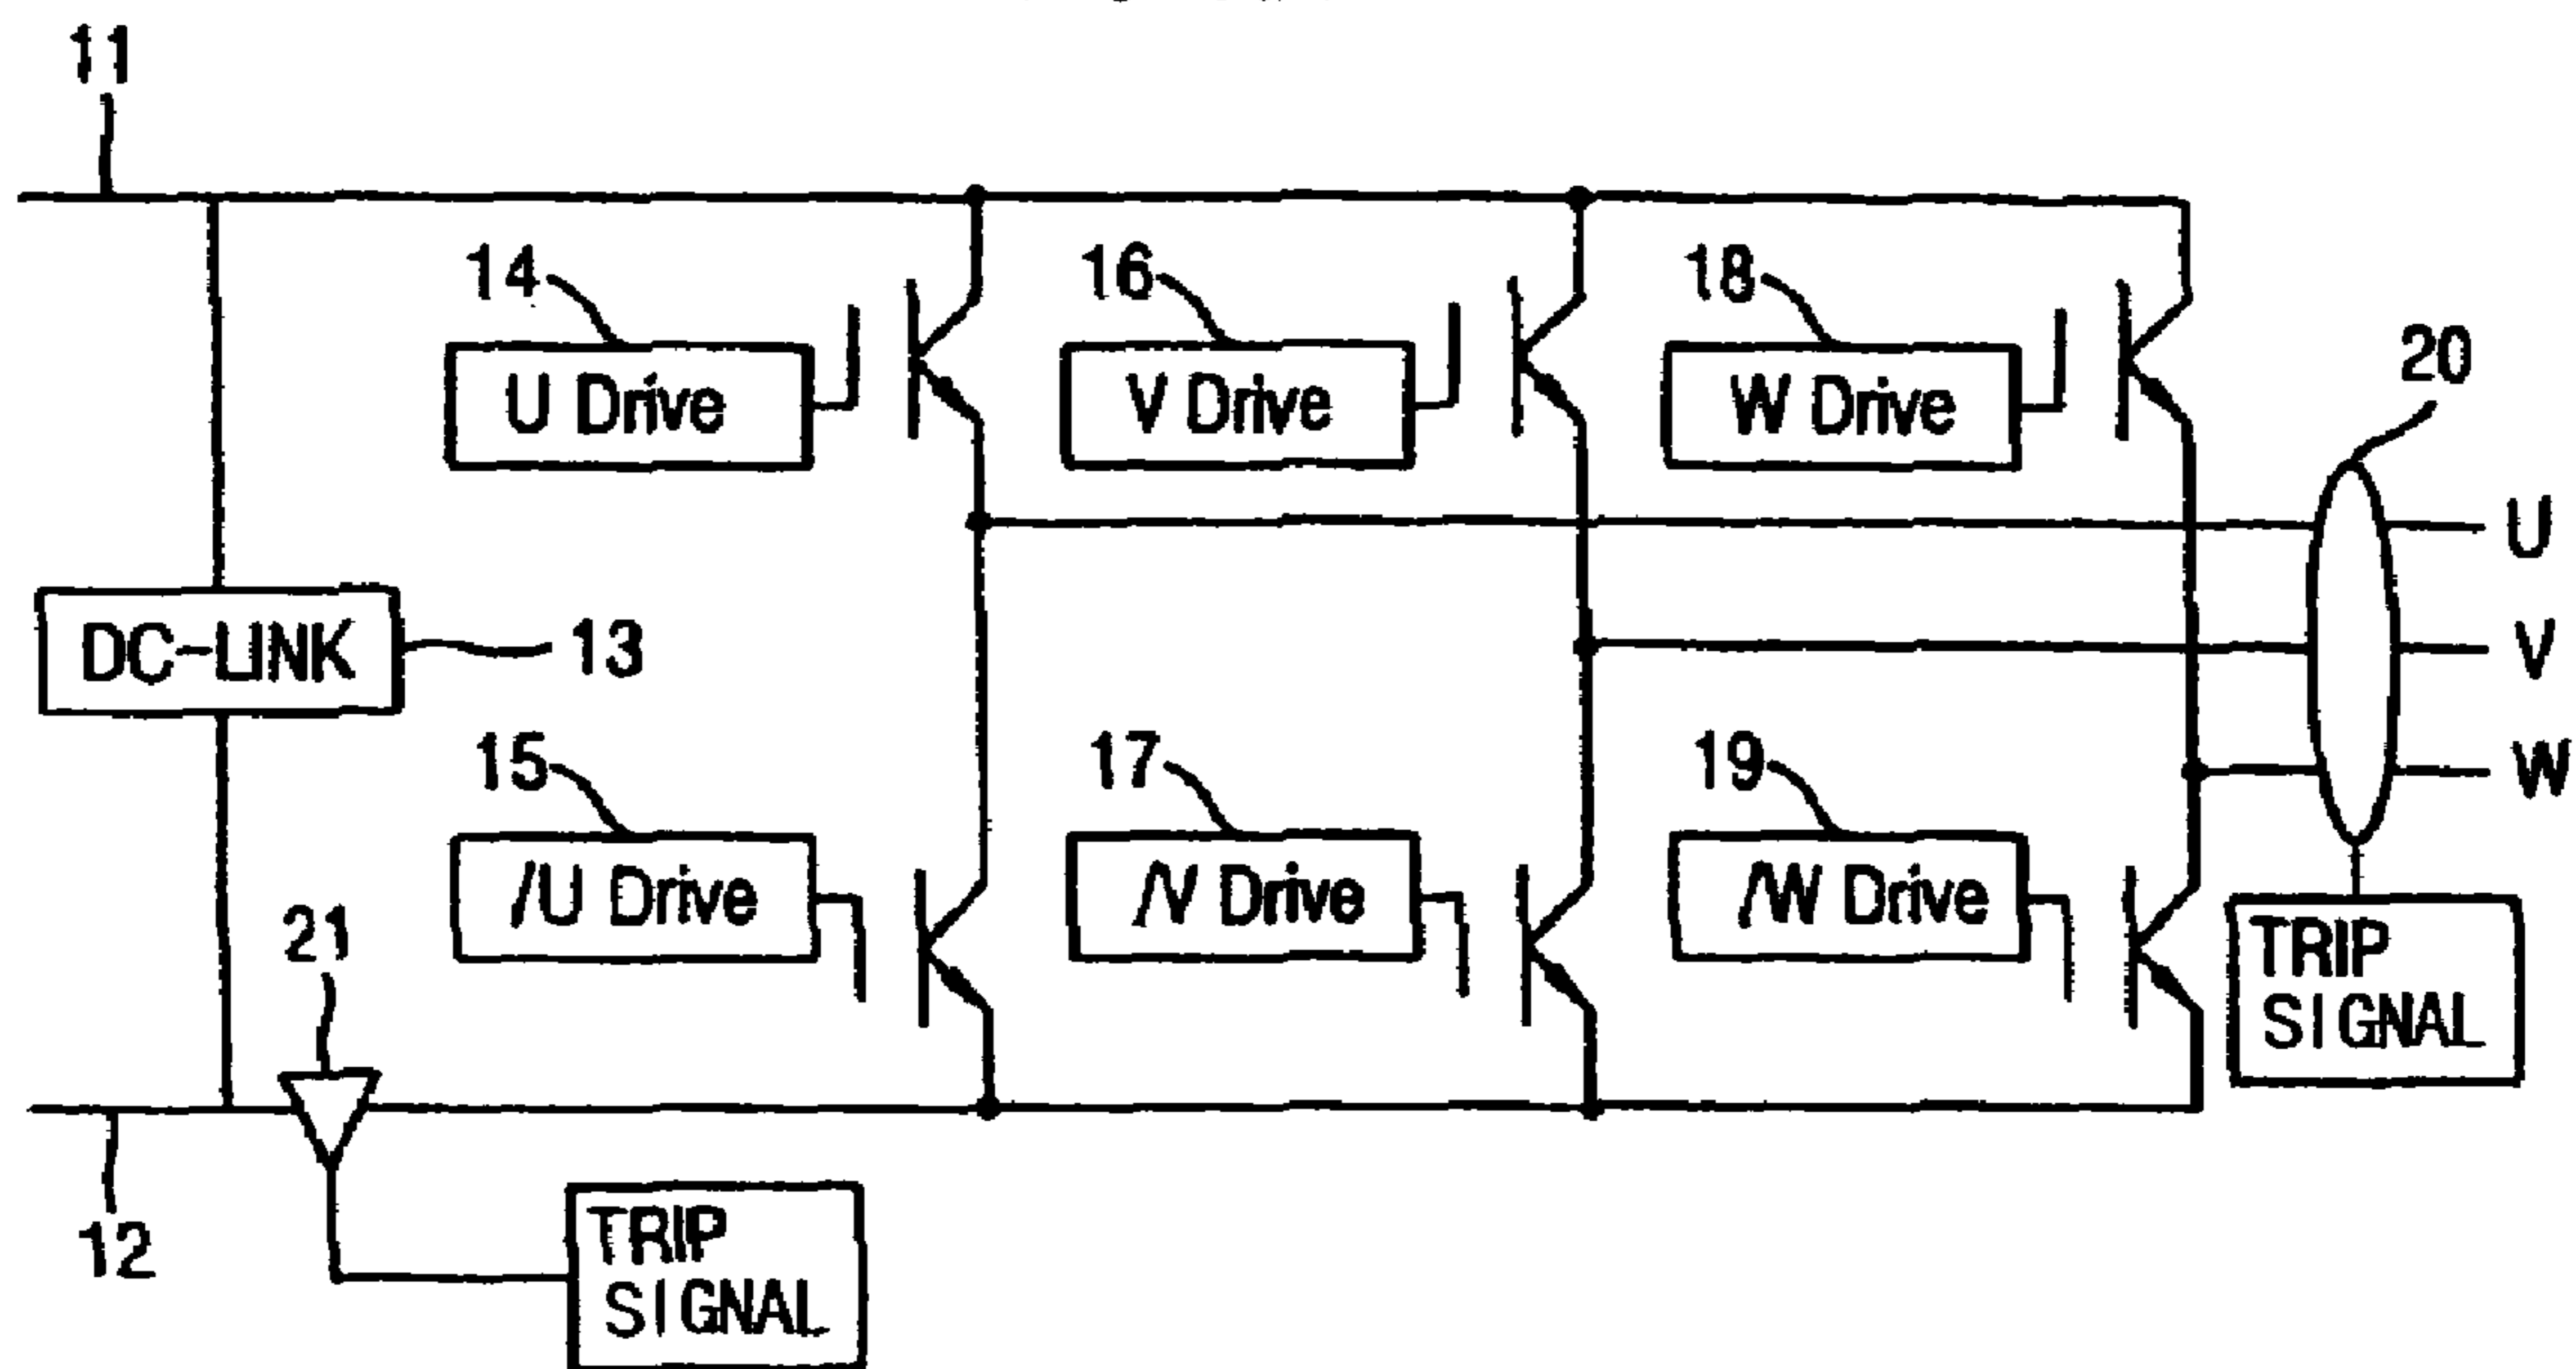 11
14
16
18
20
U Drive
V Drive
W Drive
U
DC-LINK
13
V
W
15
17
19
/U Drive
/V Drive
/W Drive
21
TRIP
SIGNAL
12
TRIP
SIGNAL